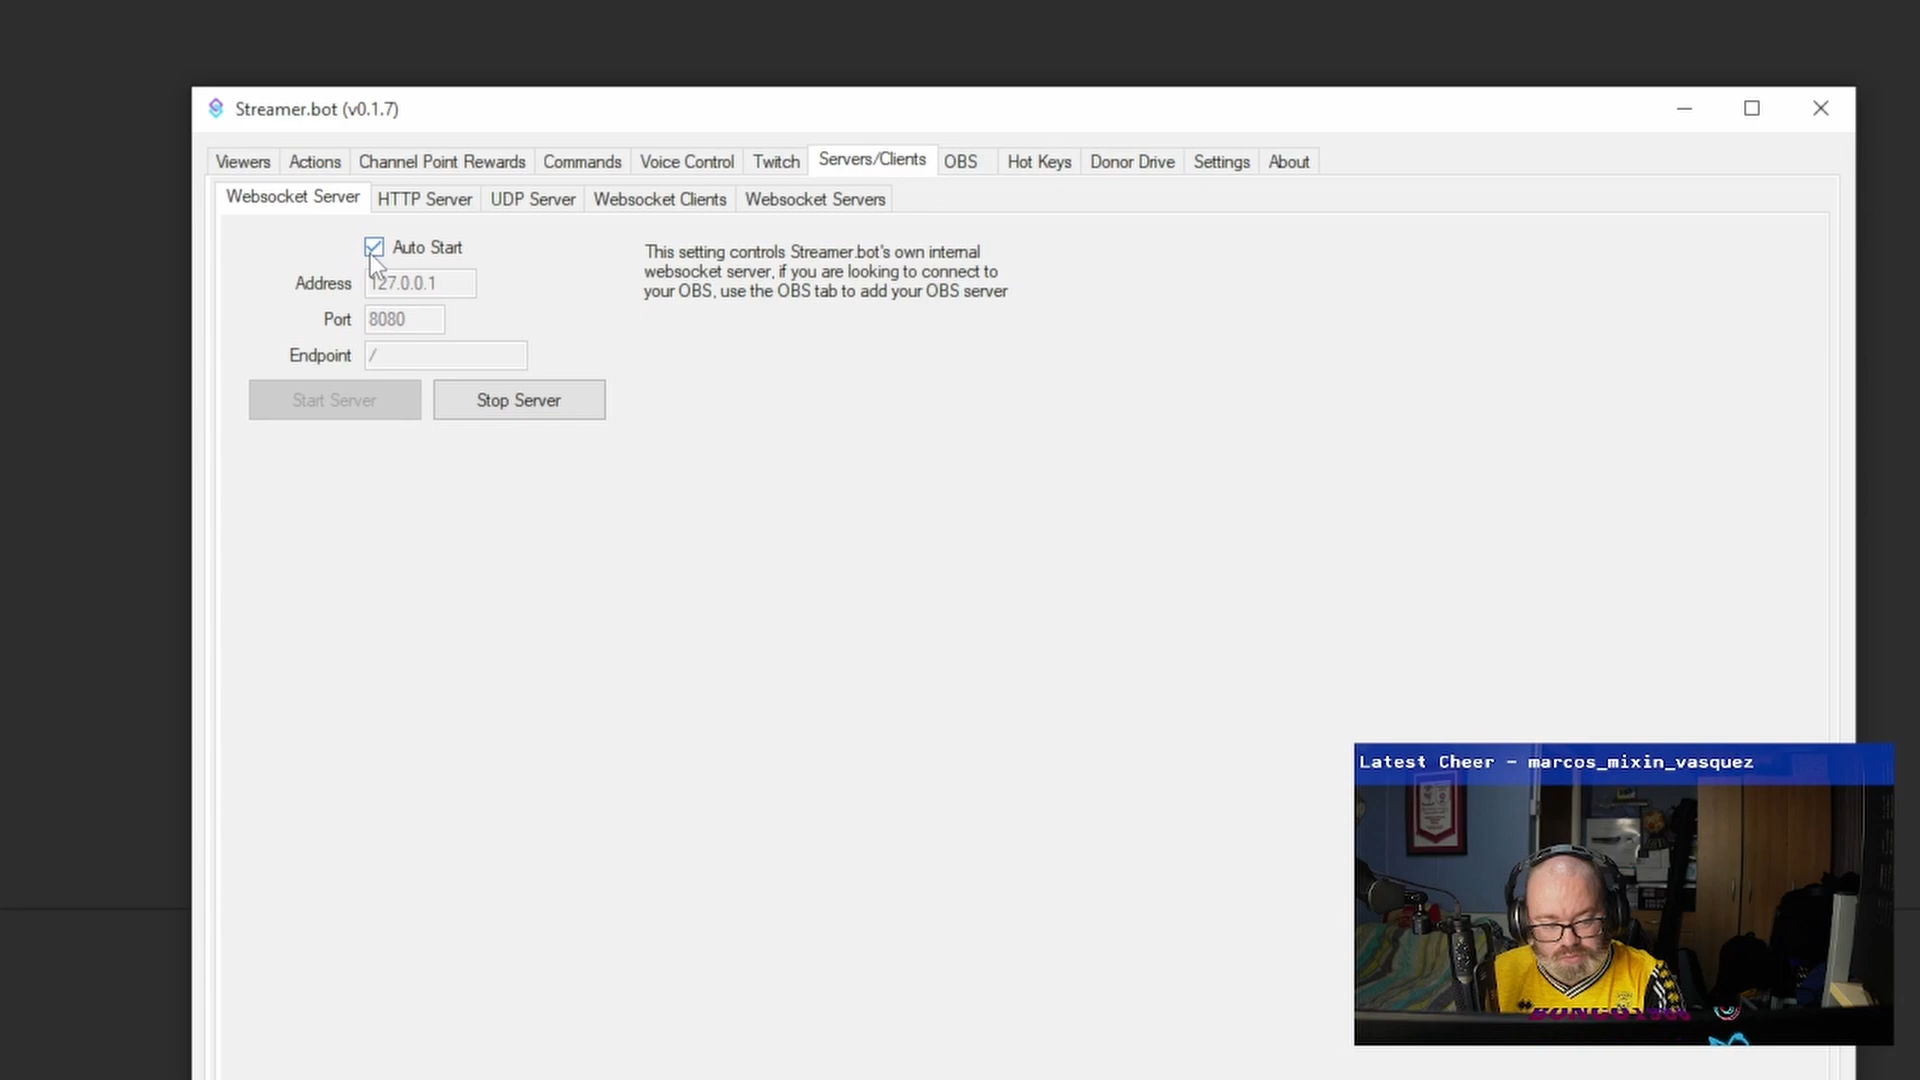 Streamer.bot (v0.1.7)
Viewers Actions Channel Point Rewards Commands Voice Control Twitch Servers/Clients OBS Hot Keys Donor Drive Settings About
Websocket Server HTTP Server UDP Server Websocket Clients Websocket Servers
Auto Start
Address 127.0.0.1
Port 8080
Endpoint /
Start Server Stop Server
This setting controls Streamer.bot's own internal
websocket server, if you are looking to connect to
your OBS, use the OBS tab to add your OBS server
Latest Cheer - marcos_mixin_vasquez